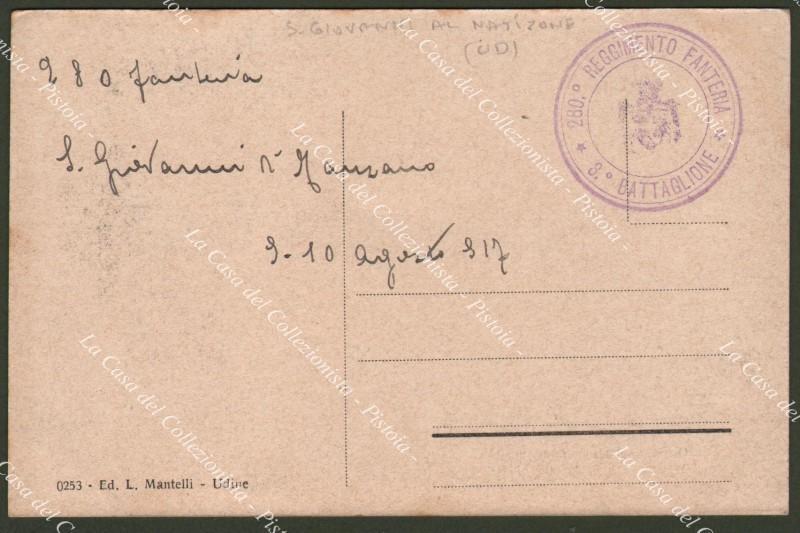 S. GIOVANNI AL NATISONE
(UD)
280.º REGGIMENTO FANTERIA
3.º BATTAGLIONE
280 fanteria
S. Giovanni di Manzano
9-10 agosto 917
0253 - Ed. L. Mantelli - Udine
La Casa del Collezionista - Pistoia -